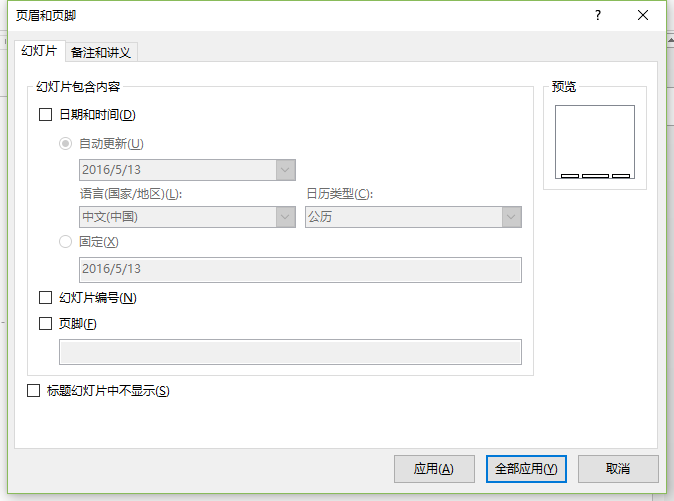 页眉和页脚
?
幻灯片 备注和讲义
幻灯片包含内容
预览
日期和时间(D)
自动更新(U)
2016/5/13
语言(国家/地区)(L): 日历类型(C):
中文(中国) 公历
固定(X)
2016/5/13
幻灯片编号(N)
页脚(F)
标题幻灯片中不显示(S)
应用(A) 全部应用(Y) 取消